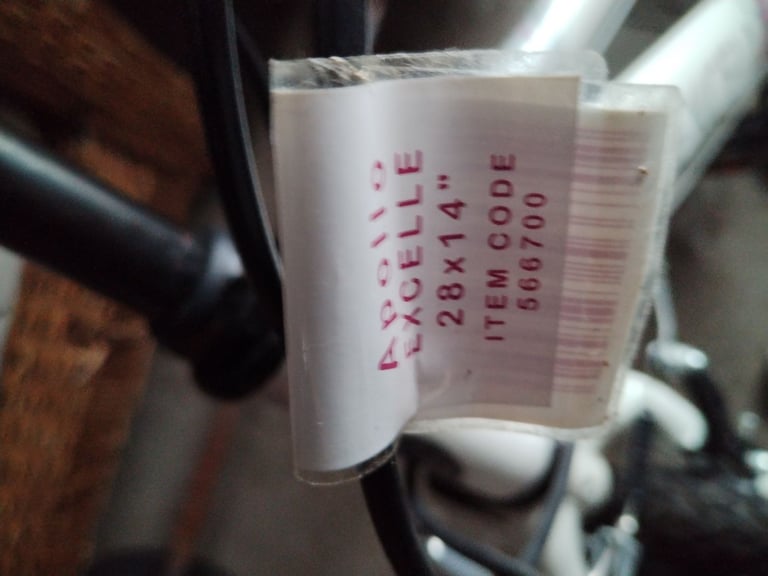 Apollo
EXCELLE
28x14"
ITEM CODE
566700